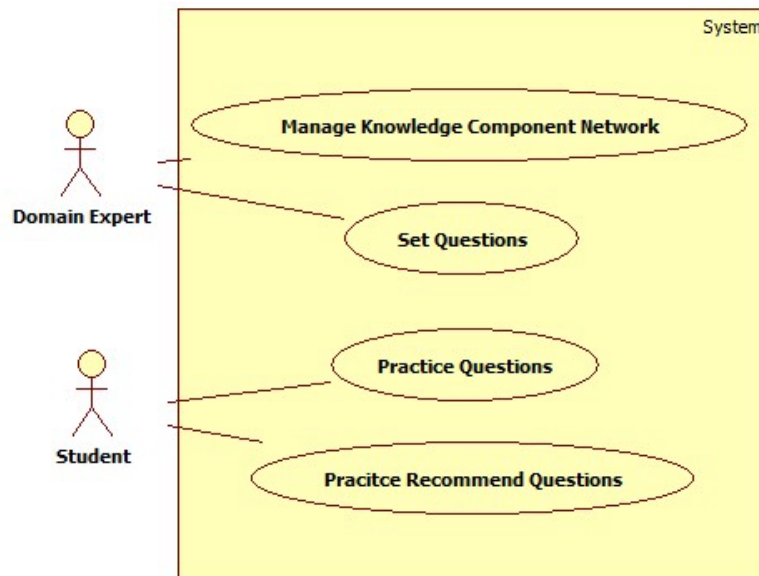 System
Manage Knowledge Component Network
Domain Expert
Set Questions
Practice Questions
Student
Pracitce Recommend Questions